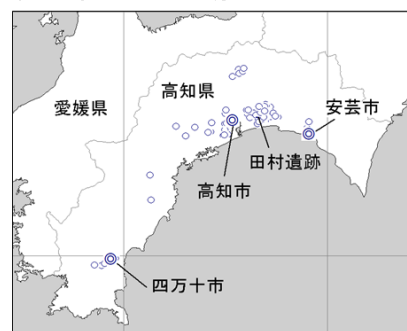 高知県
愛媛県
安芸市
田村遺跡
高知市
四万十市